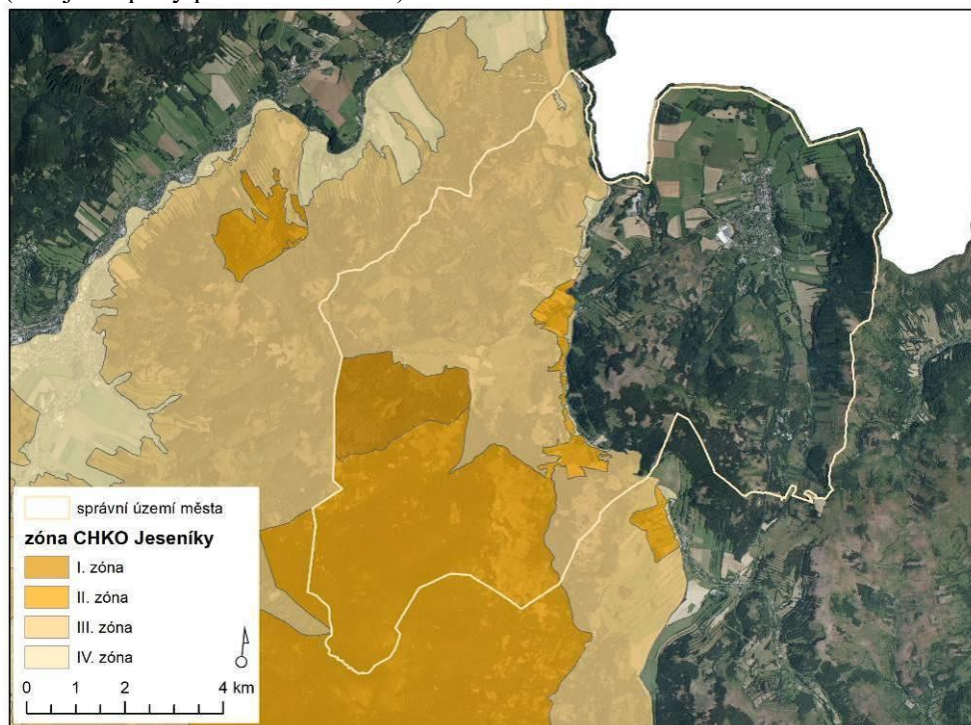 správní území města
zóna CHKO Jeseníky
I. zóna
II. zóna
III. zóna
IV. zóna
0 1 2 4 km